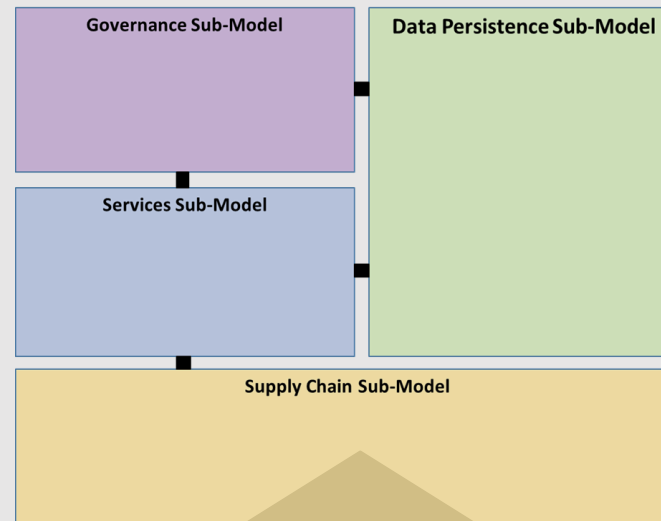 Governance Sub-Model
Data Persistence Sub-Model
Services Sub-Model
Supply Chain Sub-Model